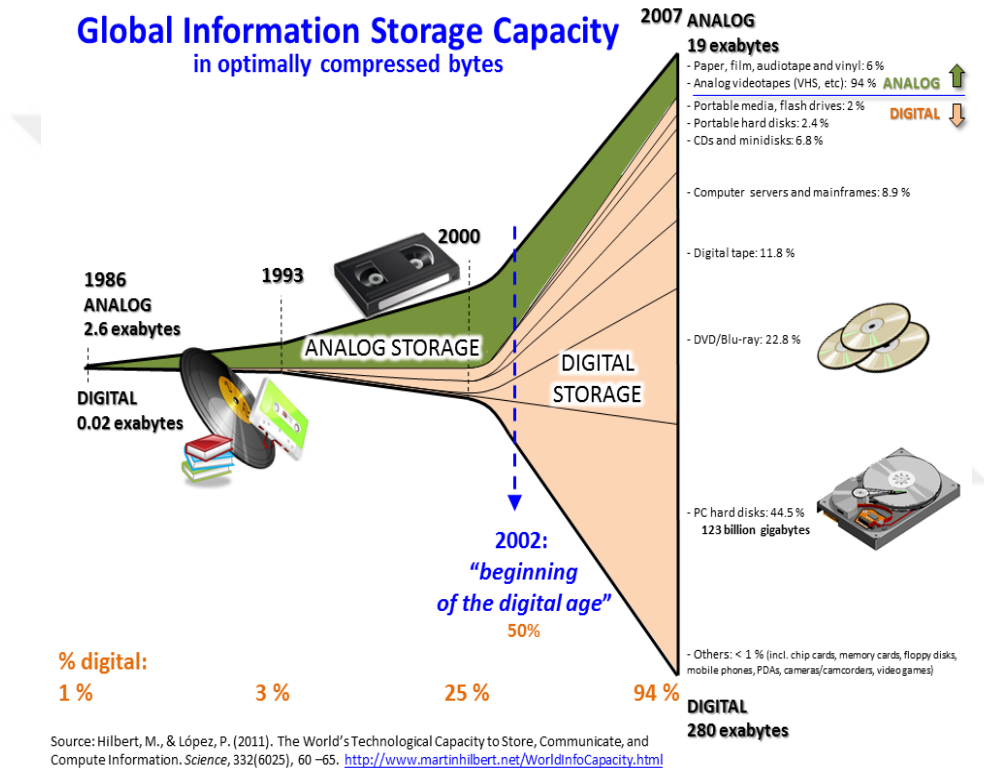 Global Information Storage Capacity
in optimally compressed bytes
2007 ANALOG
19 exabytes
- Paper, film, audiotape and vinyl: 6 %
- Analog videotapes (VHS, etc): 94 %
ANALOG
- Portable media, flash drives: 2 %
DIGITAL
- Portable hard disks: 2.4 %
- CDs and minidisks: 6.8 %
- Computer servers and mainframes: 8.9 %
- Digital tape: 11.8 %
- DVD/Blu-ray: 22.8 %
- PC hard disks: 44.5 %
123 billion gigabytes
- Others: < 1 % (incl. chip cards, memory cards, floppy disks,
mobile phones, PDAs, cameras/camcorders, video games)
DIGITAL
280 exabytes
1986
ANALOG
2.6 exabytes
DIGITAL
0.02 exabytes
1993
2000
ANALOG STORAGE
DIGITAL
STORAGE
2002:
“beginning
of the digital age”
50%
% digital:
1 %
3 %
25 %
94 %
Source: Hilbert, M., & López, P. (2011). The World’s Technological Capacity to Store, Communicate, and
Compute Information. Science, 332(6025), 60 –65. http://www.martinhilbert.net/WorldInfoCapacity.html